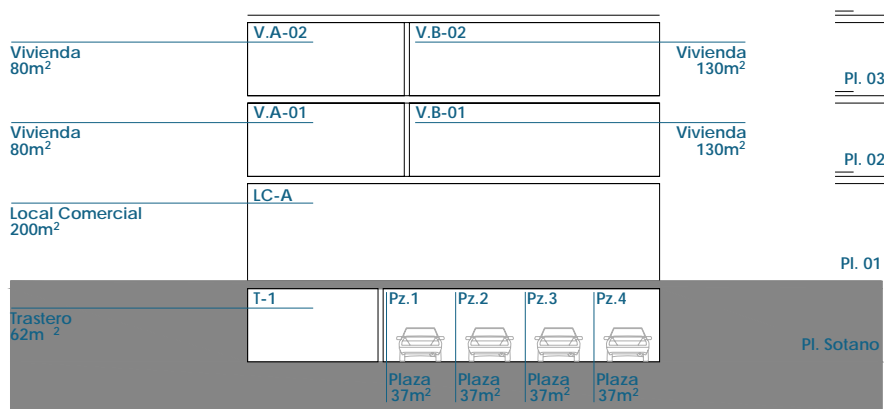 V.A-02
V.B-02
Vivienda
80m²
Vivienda
130m²
Pl. 03
V.A-01
V.B-01
Vivienda
80m²
Vivienda
130m²
Pl. 02
LC-A
Local Comercial
200m²
Pl. 01
T-1
Pz.1
Pz.2
Pz.3
Pz.4
Trastero
62m ²
Pl. Sotano
Plaza
37m²
Plaza
37m²
Plaza
37m²
Plaza
37m²